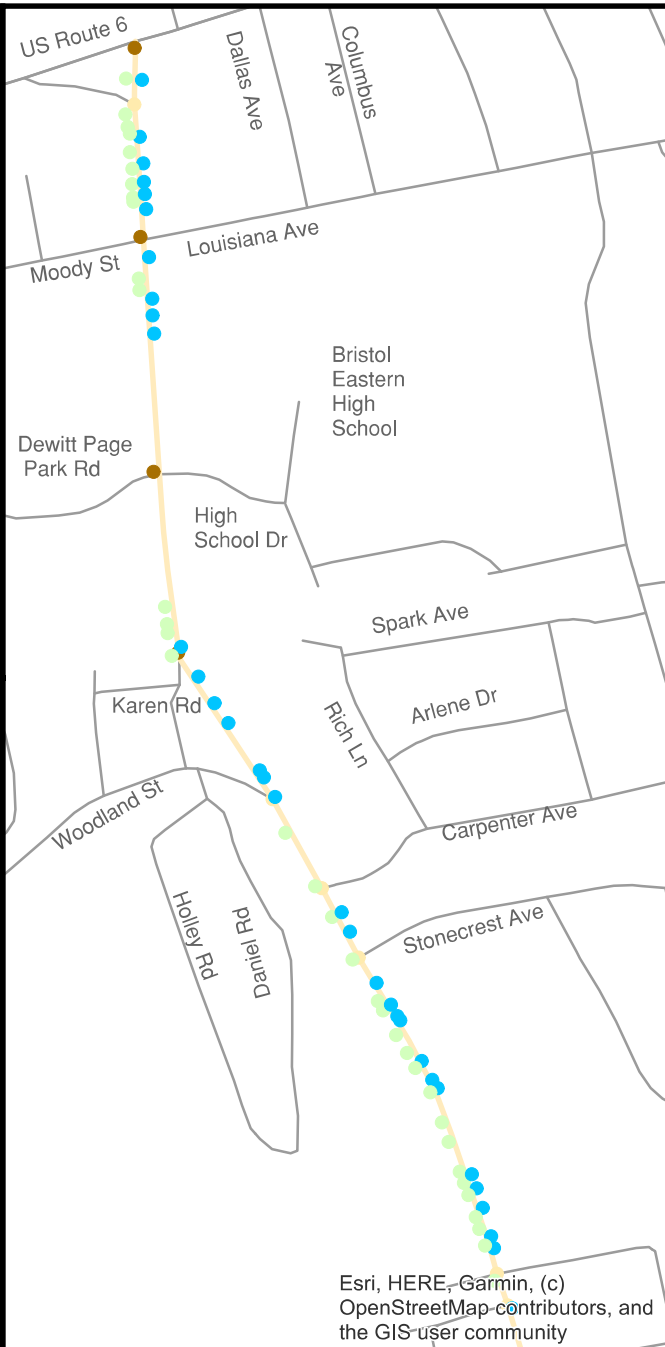 US Route 6
Dallas Ave
Columbus
Ave
Louisiana Ave
Moody St
Bristol
Eastern
High
School
Dewitt Page
Park Rd
High
School Dr
Spark Ave
Karen Rd
Rich Ln
Arlene Dr
Woodland St
Carpenter Ave
Holley Rd
Daniel Rd
Stonecrest Ave
Esri, HERE, Garmin, (c)
OpenStreetMap contributors, and
the GIS user community